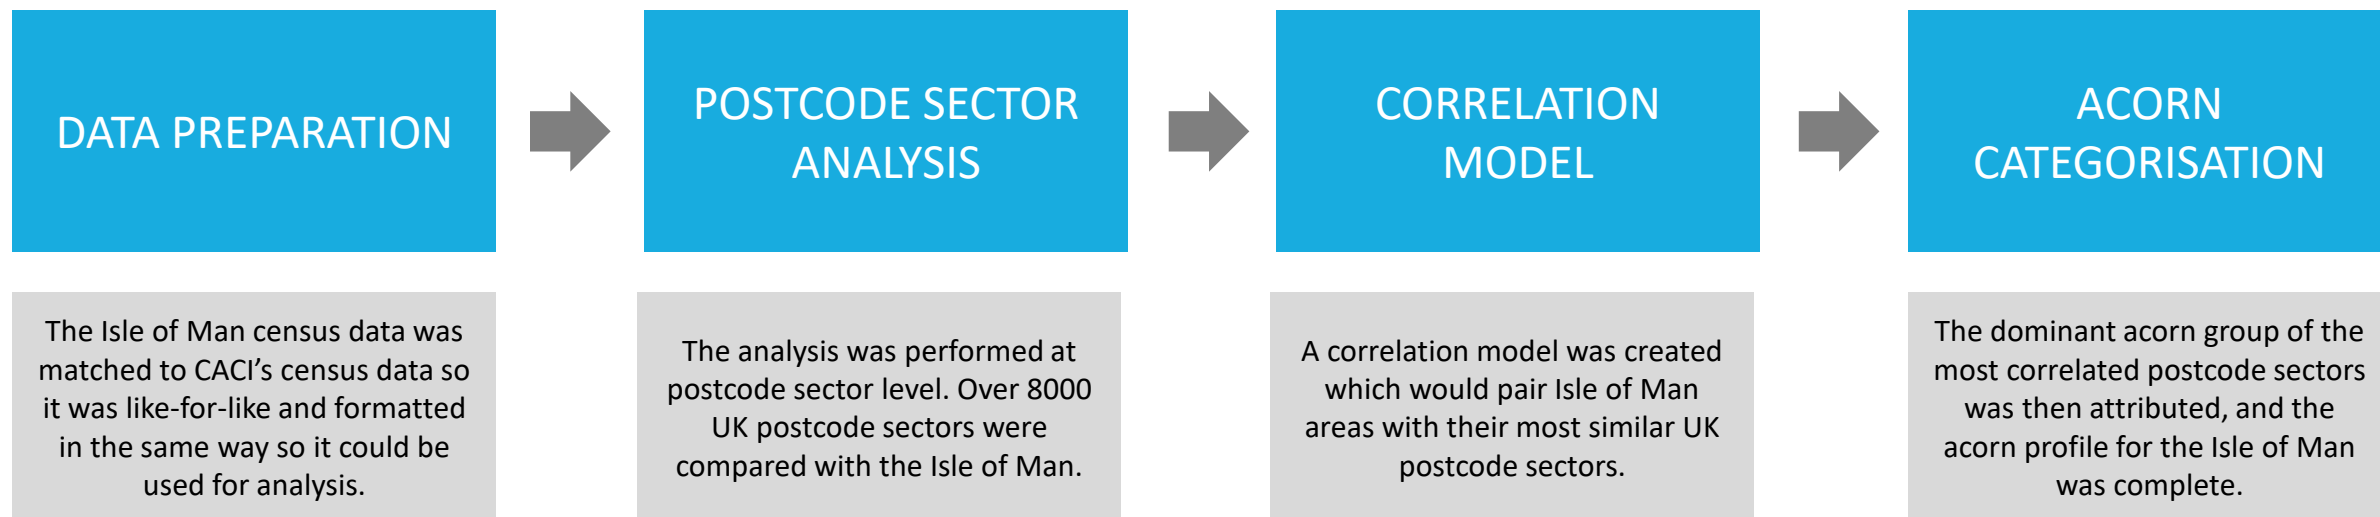 DATA PREPARATION
The Isle of Man census data was
matched to CACI's census data so
it was like-for-like and formatted
in the same way so it could be
used for analysis.
POSTCODE SECTOR
ANALYSIS
The analysis was performed at
postcode sector level. Over 8000
UK postcode sectors were
compared with the Isle of Man.
CORRELATION
MODEL
A correlation model was created
which would pair Isle of Man
areas with their most similar UK
postcode sectors.
ACORN
CATEGORISATION
The dominant acorn group of the
most correlated postcode sectors
was then attributed, and the
acorn profile for the Isle of Man
was complete.